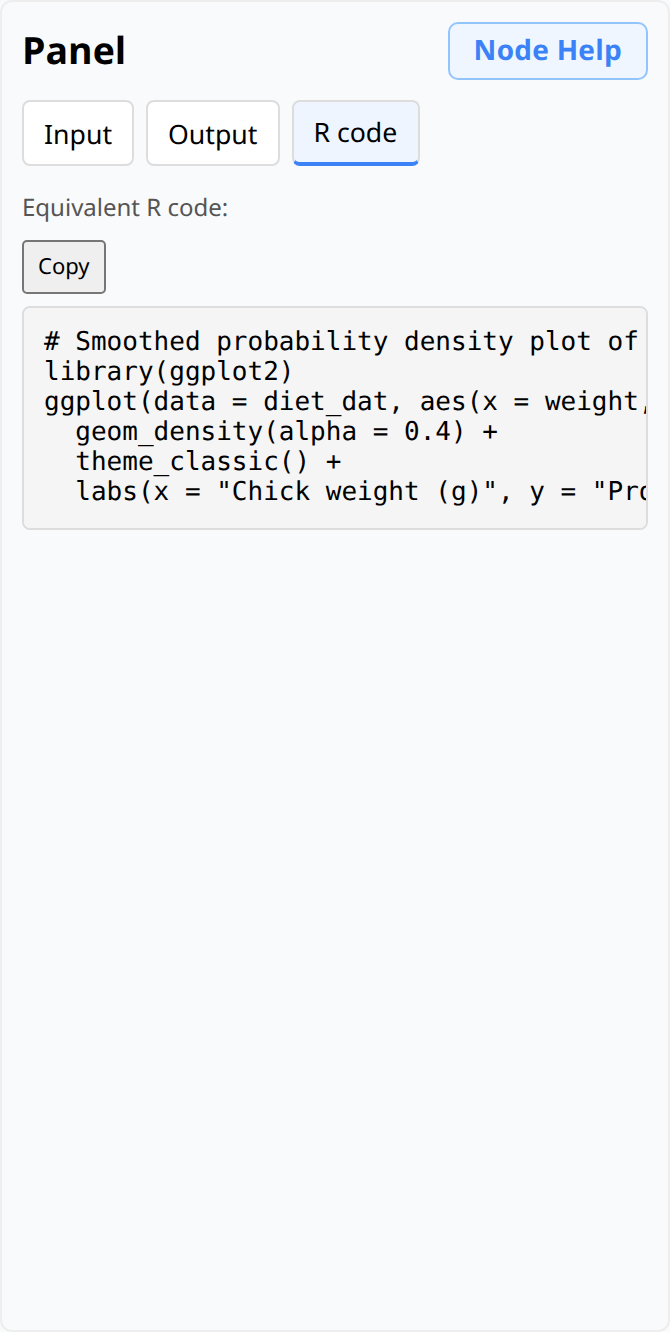 Panel
Node Help
Input Output R code
Equivalent R code:
Copy
# Smoothed probability density plot of
library(ggplot2)
ggplot(data = diet_dat, aes(x = weight,
  geom_density(alpha = 0.4) +
  theme_classic() +
  labs(x = "Chick weight (g)", y = "Pro